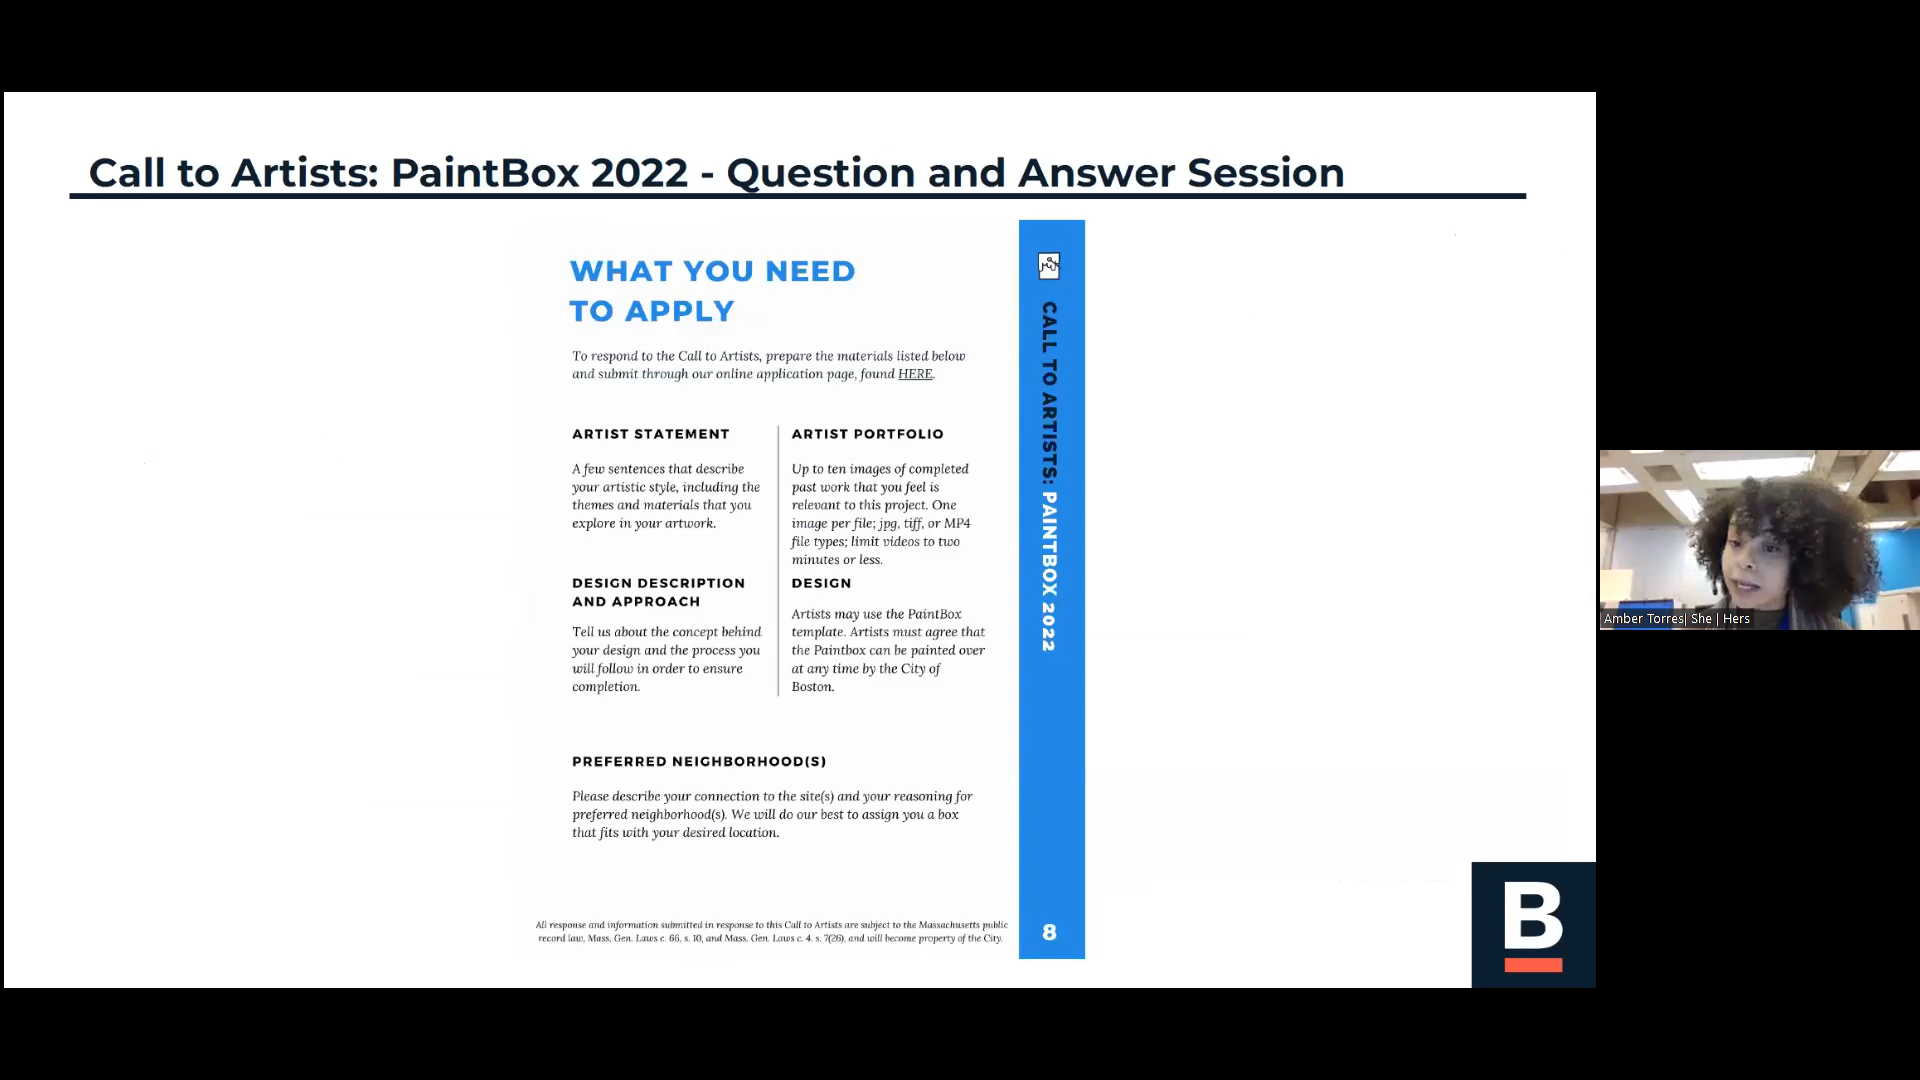 Call to Artists: PaintBox 2022 - Question and Answer Session
WHAT YOU NEED
TO APPLY
To respond to the Call to Artists, prepare the materials listed below
and submit through our online application page, found HERE.
ARTIST STATEMENT
A few sentences that describe
your artistic style, including the
themes and materials that you
explore in your artwork.
ARTIST PORTFOLIO
Up to ten images of completed
past work that you feel is
relevant to this project. One
image per file; jpg, tiff, or MP4
file types; limit videos to two
minutes or less.
DESIGN DESCRIPTION
AND APPROACH
Tell us about the concept behind
your design and the process you
will follow in order to ensure
completion.
DESIGN
Artists may use the PaintBox
template. Artists must agree that
the Paintbox can be painted over
at any time by the City of
Boston.
PREFERRED NEIGHBORHOOD(S)
Please describe your connection to the site(s) and your reasoning for
preferred neighborhood(s). We will do our best to assign you a box
that fits with your desired location.
All response and information submitted in response to this Call to Artists are subject to the Massachusetts public
record law, Mass. Gen. Laws c. 66, s. 10, and Mass. Gen. Laws c. 4, s. 7(26), and will become property of the City.
CALL TO ARTISTS: PAINTBOX 2022
8
B
Amber Torres| She | Hers